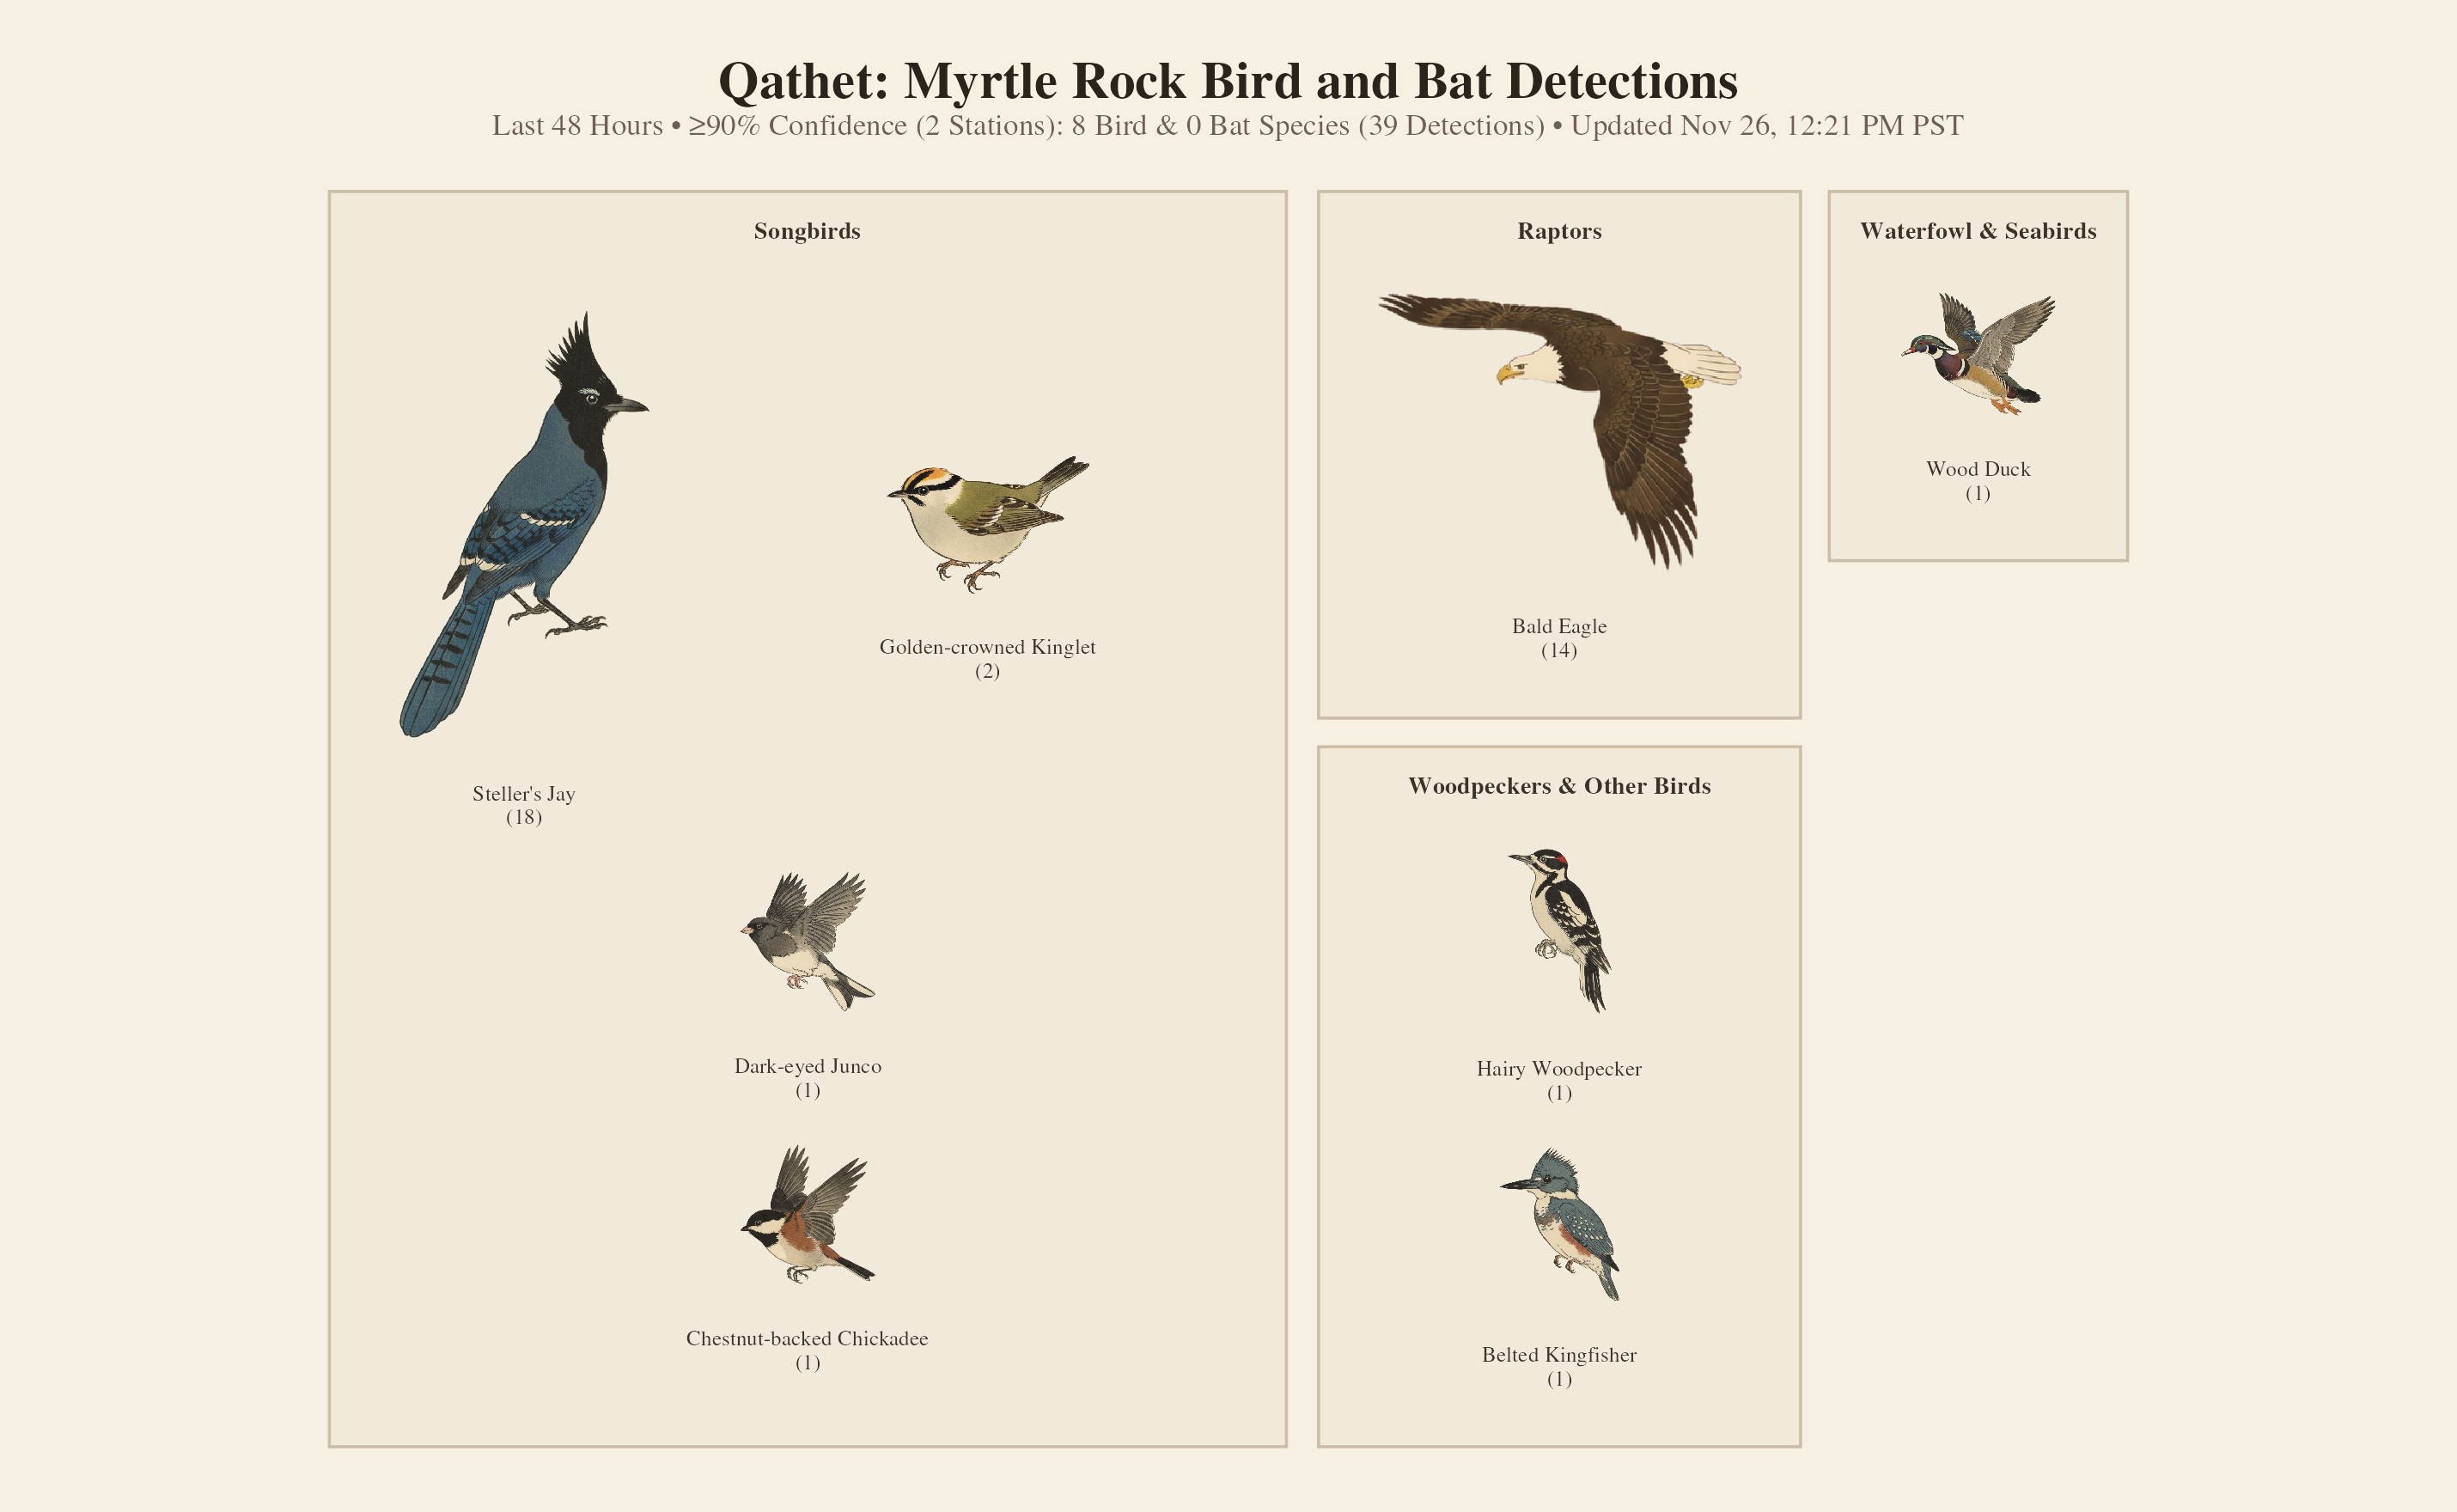 Qathet: Myrtle Rock Bird and Bat Detections
Last 48 Hours • ≥90% Confidence (2 Stations): 8 Bird & 0 Bat Species (39 Detections) • Updated Nov 26, 12:21 PM PST
Songbirds
Steller's Jay
(18)
Golden-crowned Kinglet
(2)
Dark-eyed Junco
(1)
Chestnut-backed Chickadee
(1)
Raptors
Bald Eagle
(14)
Woodpeckers & Other Birds
Hairy Woodpecker
(1)
Belted Kingfisher
(1)
Waterfowl & Seabirds
Wood Duck
(1)